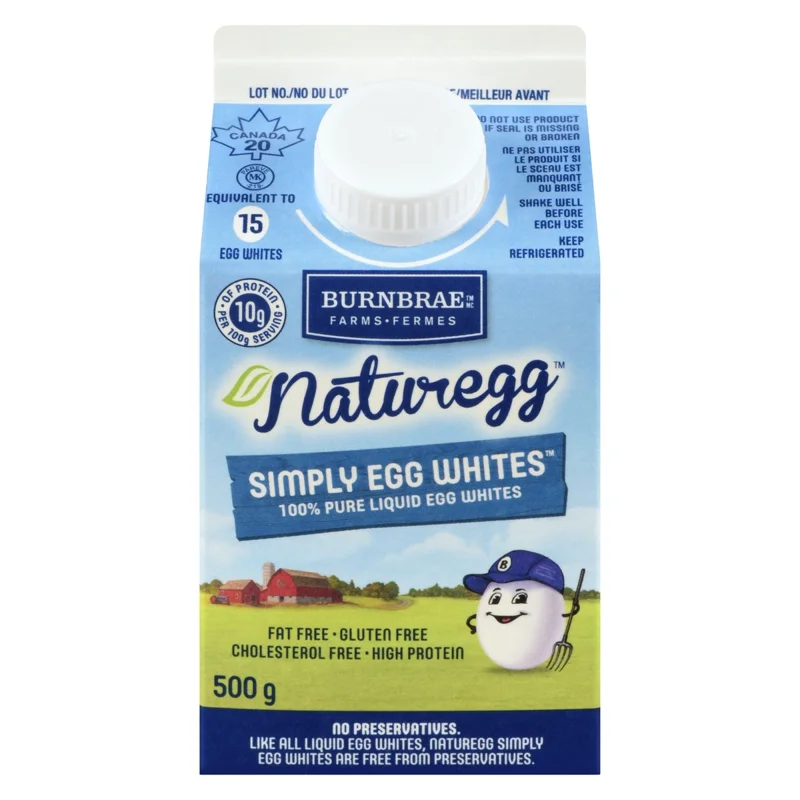 LOT NO./NO DU LOT
/MEILLEUR AVANT
CANADA
20
PAREVE
MK
EQUIVALENT TO
15
EGG WHITES
DO NOT USE PRODUCT
IF SEAL IS MISSING
OR BROKEN
NE PAS UTILISER
LE PRODUIT SI
LE SCEAU EST
MANQUANT
OU BRISÉ
SHAKE WELL
BEFORE
EACH USE
KEEP
REFRIGERATED
OF PROTEIN
10g
PER 100g SERVING
BURNBRAE TM MC
FARMS•FERMES
Naturegg™
SIMPLY EGG WHITES™
100% PURE LIQUID EGG WHITES
B
FAT FREE • GLUTEN FREE
CHOLESTEROL FREE • HIGH PROTEIN
500 g
NO PRESERVATIVES.
LIKE ALL LIQUID EGG WHITES, NATUREGG SIMPLY
EGG WHITES ARE FREE FROM PRESERVATIVES.